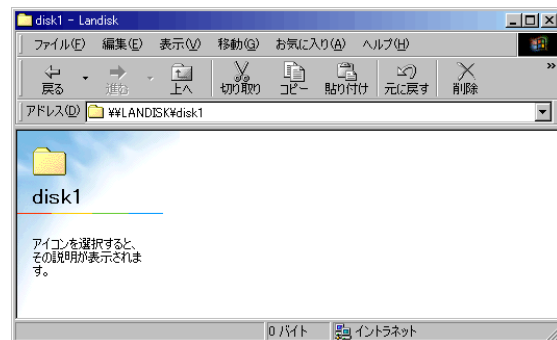 disk1 - Landisk
ファイル(F) 編集(E) 表示(V) 移動(G) お気に入り(A) ヘルプ(H)
戻る 進む 上へ 切り取り コピー 貼り付け 元に戻す 削除 »
アドレス(D) ¥¥LANDISK¥disk1
disk1
アイコンを選択すると、
その説明が表示されま
す。
0 バイト イントラネット